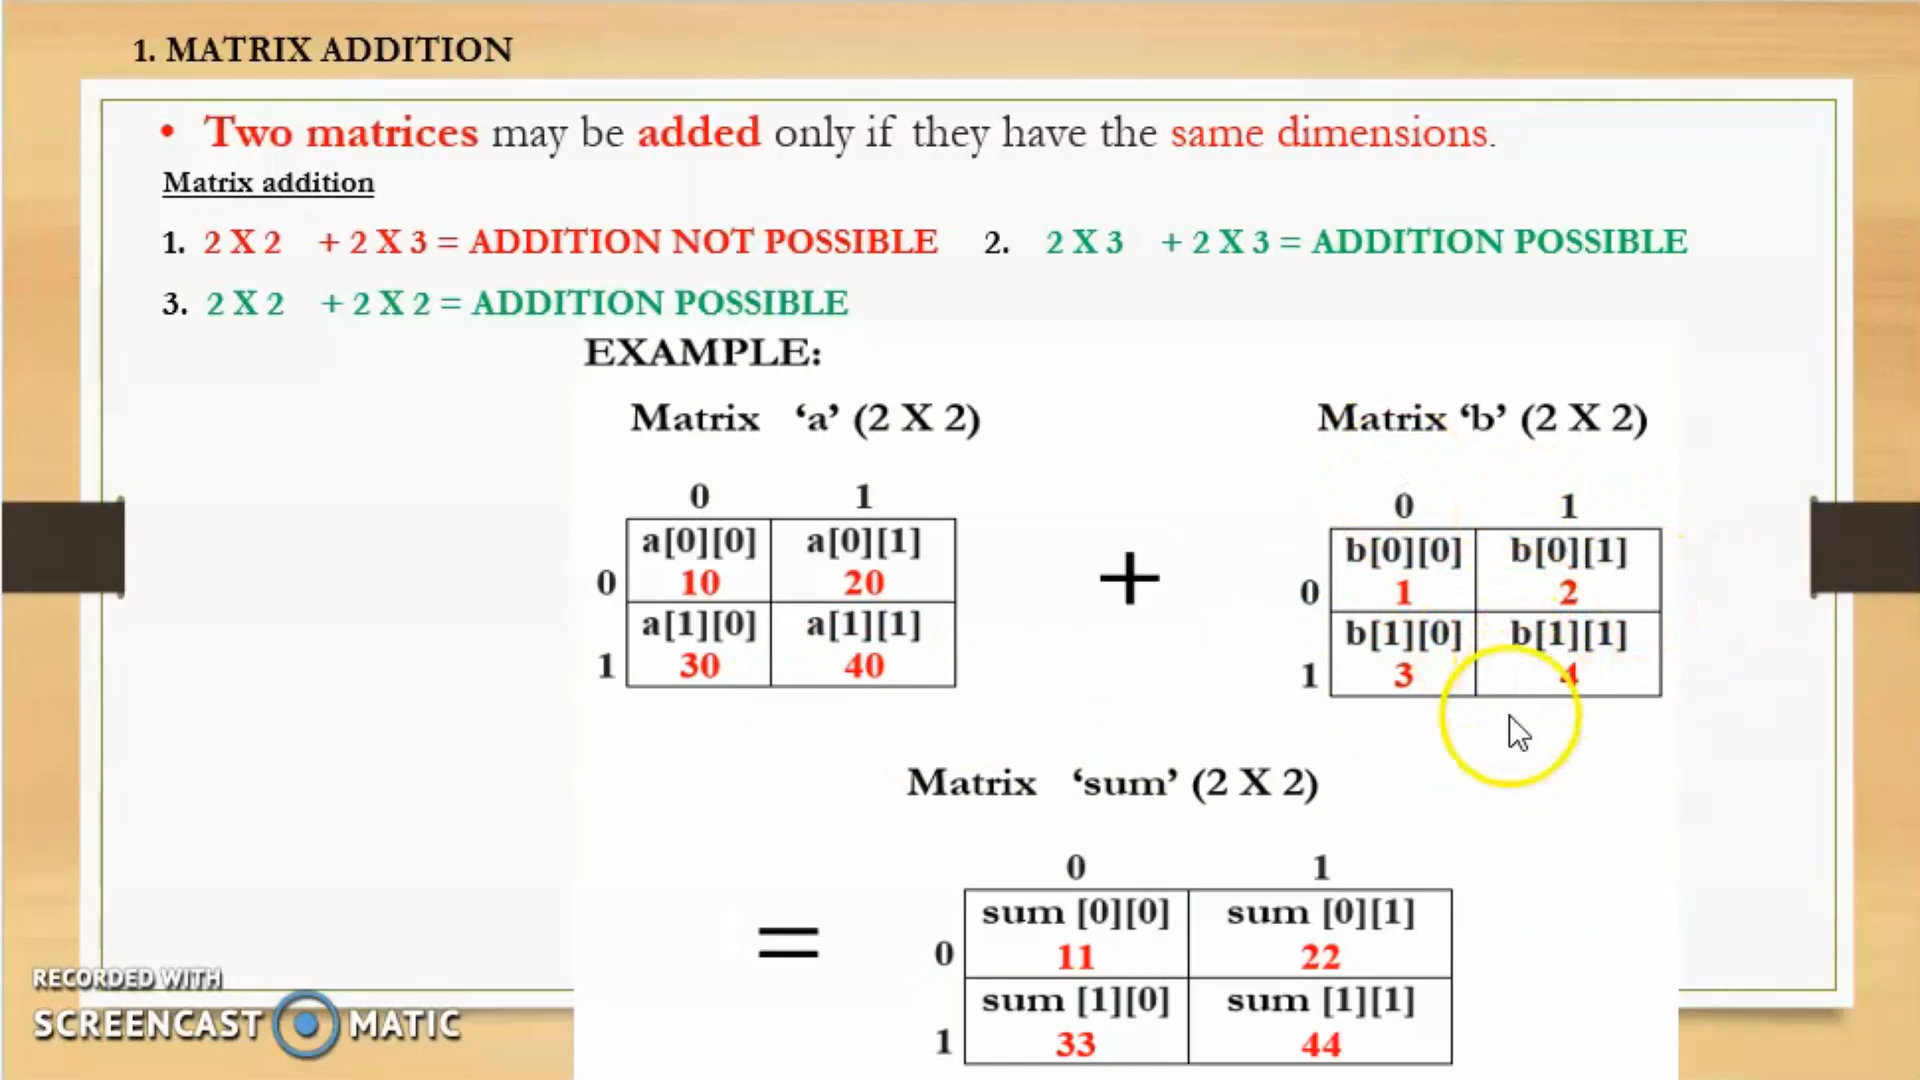 1. MATRIX ADDITION
• Two matrices may be added only if they have the same dimensions.
Matrix addition
1. 2 X 2 + 2 X 3 = ADDITION NOT POSSIBLE 2. 2 X 3 + 2 X 3 = ADDITION POSSIBLE
3. 2 X 2 + 2 X 2 = ADDITION POSSIBLE
EXAMPLE:
Matrix ‘a’ (2 X 2)
0 1
a[0][0] a[0][1]
0 10 20
a[1][0] a[1][1]
1 30 40
+
Matrix ‘b’ (2 X 2)
0 1
b[0][0] b[0][1]
0 1 2
b[1][0] b[1][1]
1 3 4
Matrix ‘sum’ (2 X 2)
=
0 1
sum [0][0] sum [0][1]
0 11 22
sum [1][0] sum [1][1]
1 33 44
RECORDED WITH
SCREENCAST MATIC